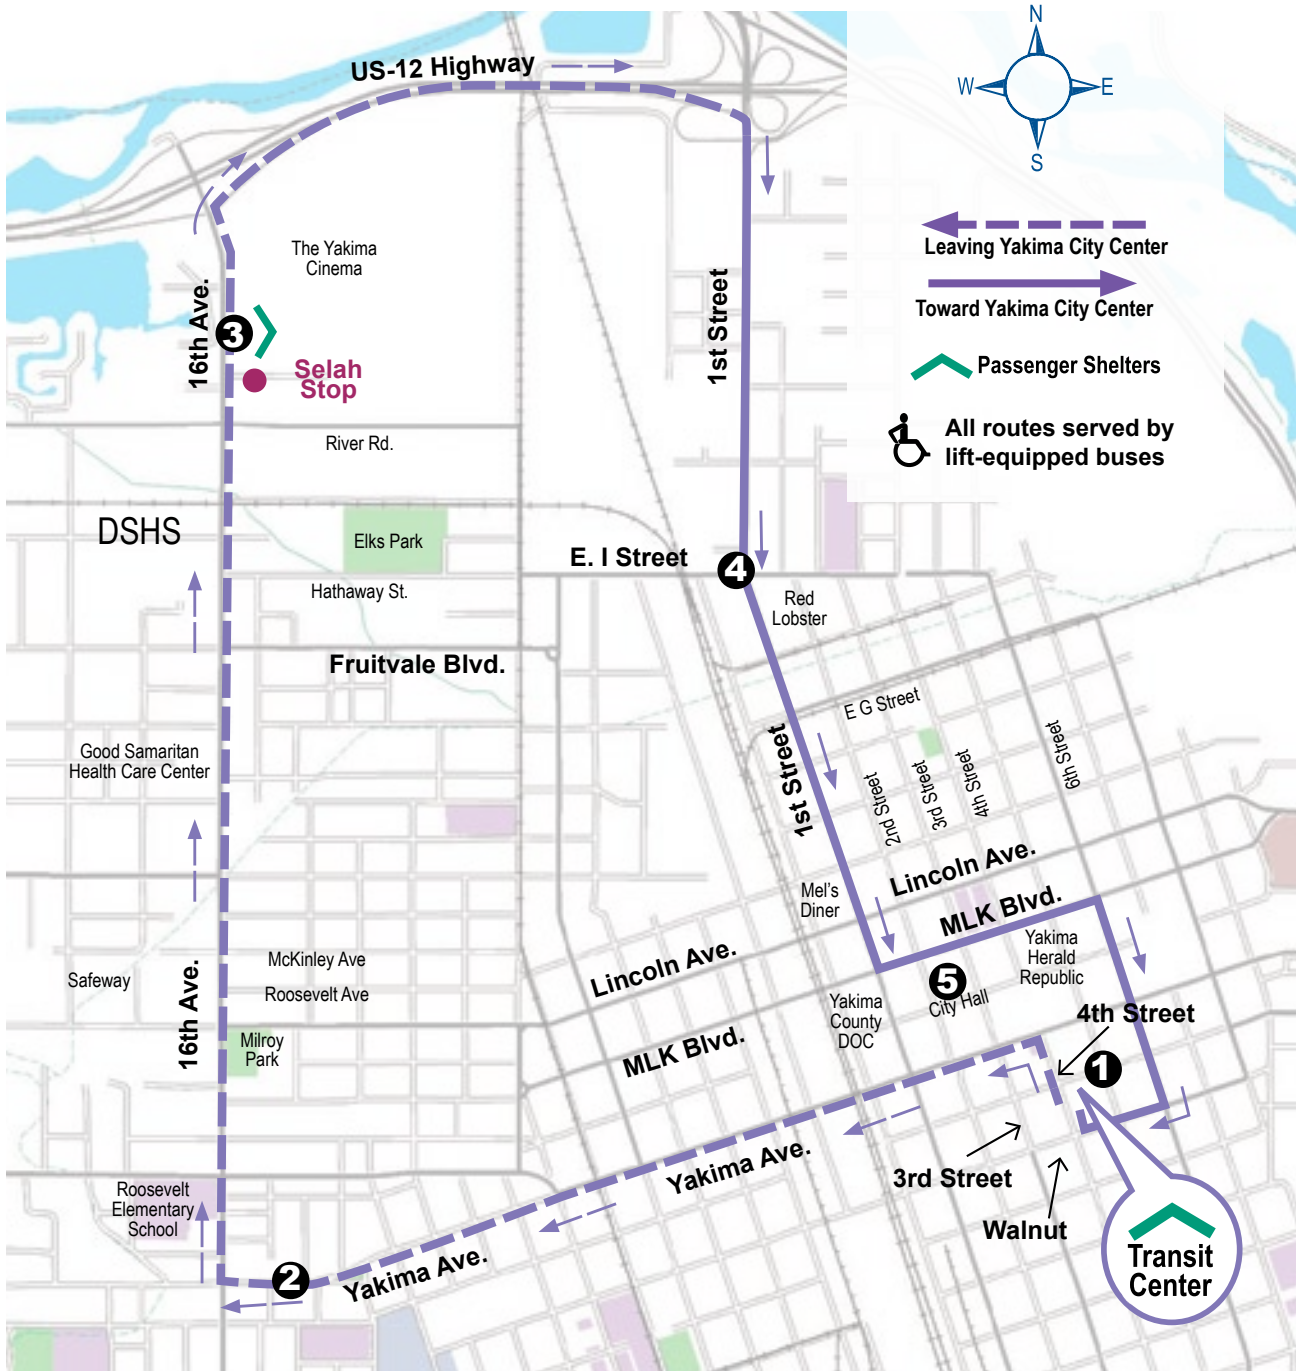 N
W
E
S
US-12 Highway
Leaving Yakima City Center
Toward Yakima City Center
Passenger Shelters
All routes served by
lift-equipped buses
The Yakima
Cinema
16th Ave.
3
Selah
Stop
1st Street
River Rd.
DSHS
Elks Park
E. I Street
4
Hathaway St.
Red
Lobster
Fruitvale Blvd.
E G Street
1st Street
2nd Street
3rd Street
4th Street
6th Street
Good Samaritan
Health Care Center
Lincoln Ave.
Mel's
Diner
MLK Blvd.
Yakima
Herald
Republic
McKinley Ave
Lincoln Ave.
Safeway
Roosevelt Ave
5
City Hall
16th Ave.
Yakima
County
DOC
4th Street
Milroy
Park
MLK Blvd.
1
Yakima Ave.
3rd Street
Roosevelt
Elementary
School
Walnut
Transit
Center
2
Yakima Ave.